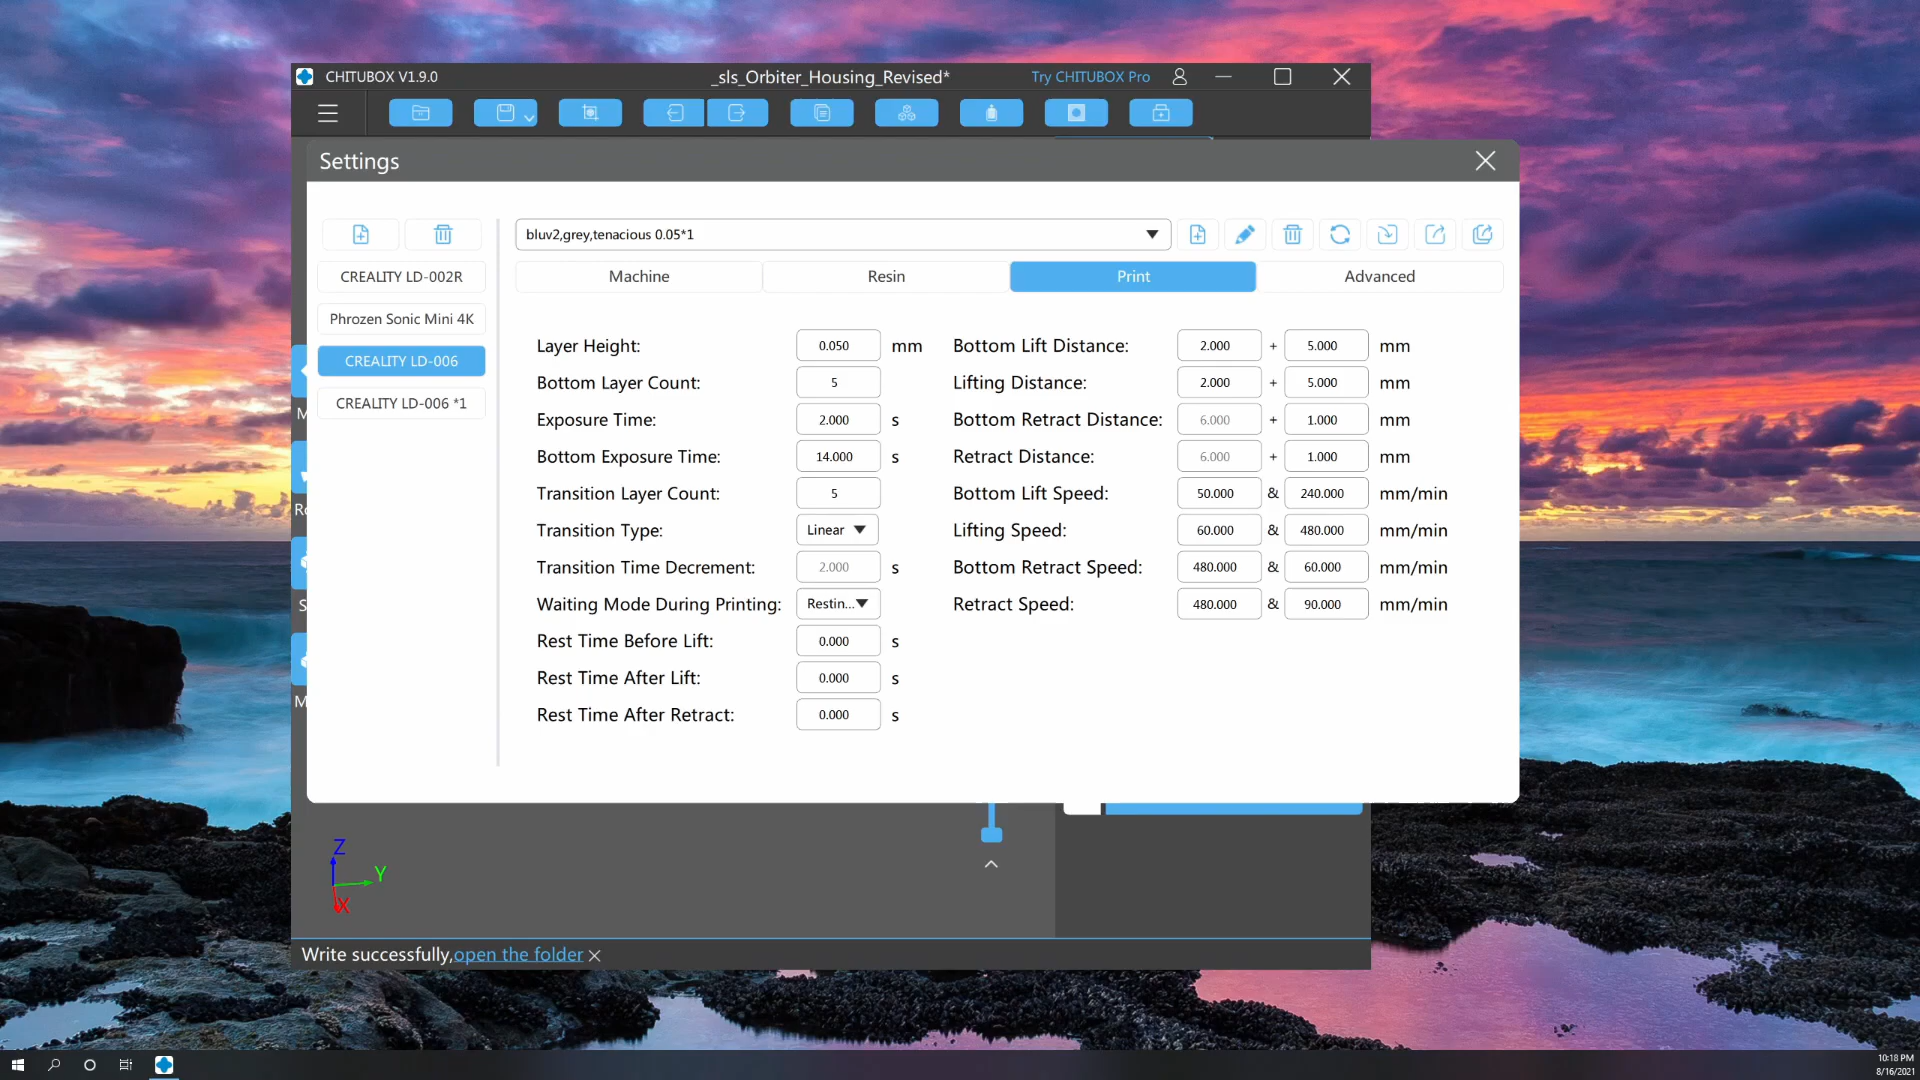 CHITUBOX V1.9.0
_sls_Orbiter_Housing_Revised*
Try CHITUBOX Pro
Settings
bluv2,grey,tenacious 0.05*1
CREALITY LD-002R
Phrozen Sonic Mini 4K
CREALITY LD-006
CREALITY LD-006 *1
Machine
Resin
Print
Advanced
Layer Height: 0.050 mm
Bottom Layer Count: 5
Exposure Time: 2.000 s
Bottom Exposure Time: 14.000 s
Transition Layer Count: 5
Transition Type: Linear
Transition Time Decrement: 2.000 s
Waiting Mode During Printing: Restin...
Rest Time Before Lift: 0.000 s
Rest Time After Lift: 0.000 s
Rest Time After Retract: 0.000 s
Bottom Lift Distance: 2.000 + 5.000 mm
Lifting Distance: 2.000 + 5.000 mm
Bottom Retract Distance: 6.000 + 1.000 mm
Retract Distance: 6.000 + 1.000 mm
Bottom Lift Speed: 50.000 & 240.000 mm/min
Lifting Speed: 60.000 & 480.000 mm/min
Bottom Retract Speed: 480.000 & 60.000 mm/min
Retract Speed: 480.000 & 90.000 mm/min
M
Ro
S
M
Z
Y
X
Write successfully,open the folder
10:18 PM
8/16/2021